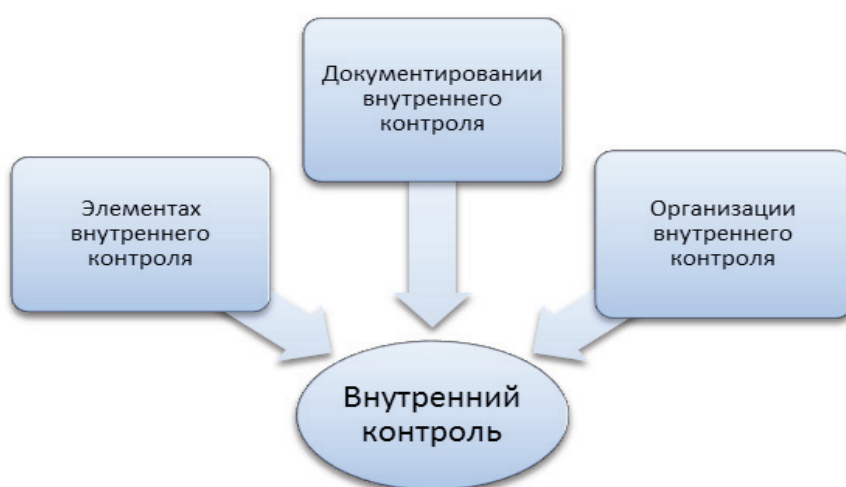 Документировании
внутреннего
контроля
Элементах
внутреннего
контроля
Организации
внутреннего
контроля
Внутренний
контроль